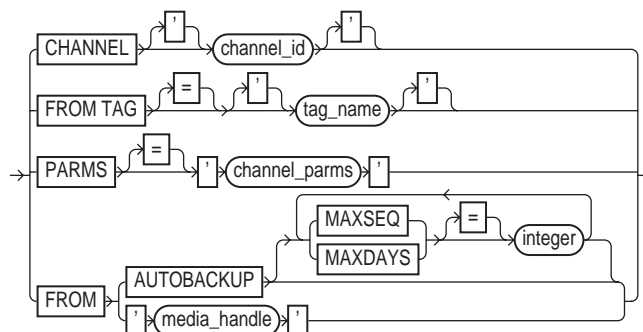 CHANNEL ' channel_id '
FROM TAG = ' tag_name '
PARMS = ' channel_parms '
MAXSEQ =
MAXDAYS integer
AUTOBACKUP
FROM ' media_handle '